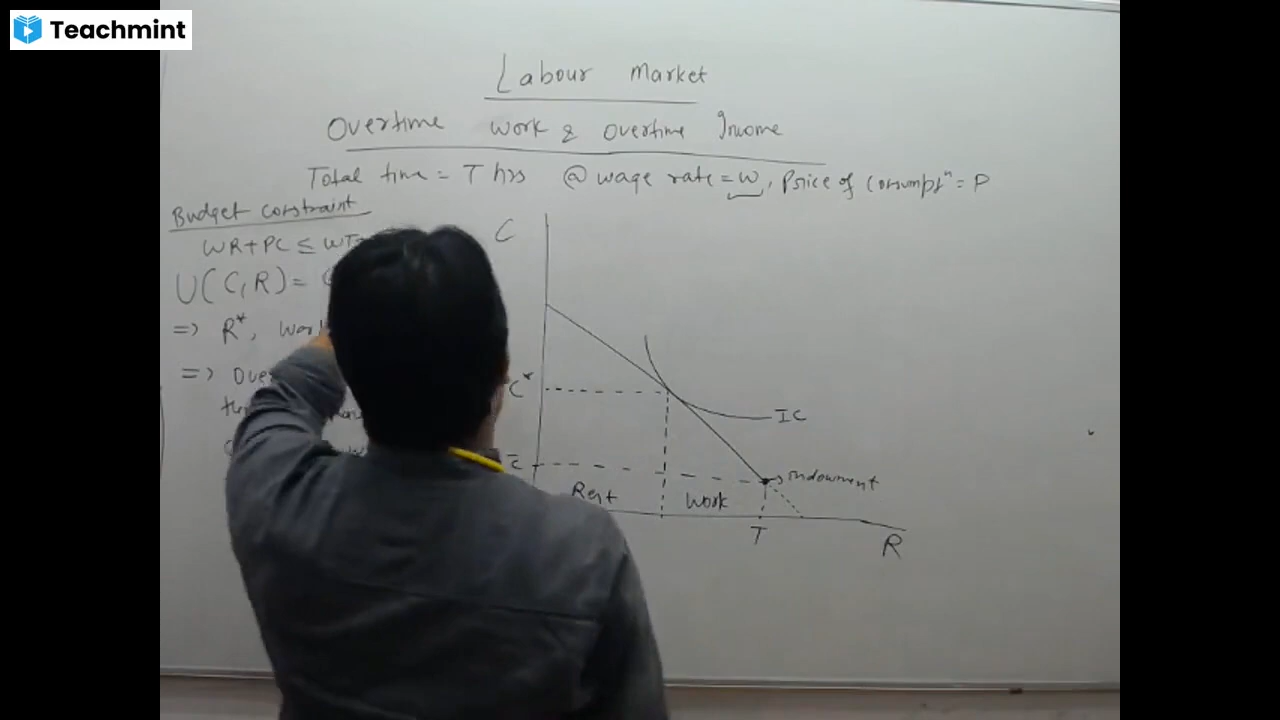 Teachmint
Labour Market
Overtime Work & Overtime Income
Total time = T hrs @ wage rate = W, Price of Consumptⁿ = P
Budget constraint
WR + PC ≤ WT
U(C, R) =
=> R*,
=>
C
C*
IC
c̄
Endowment
Rest
Work
T
R